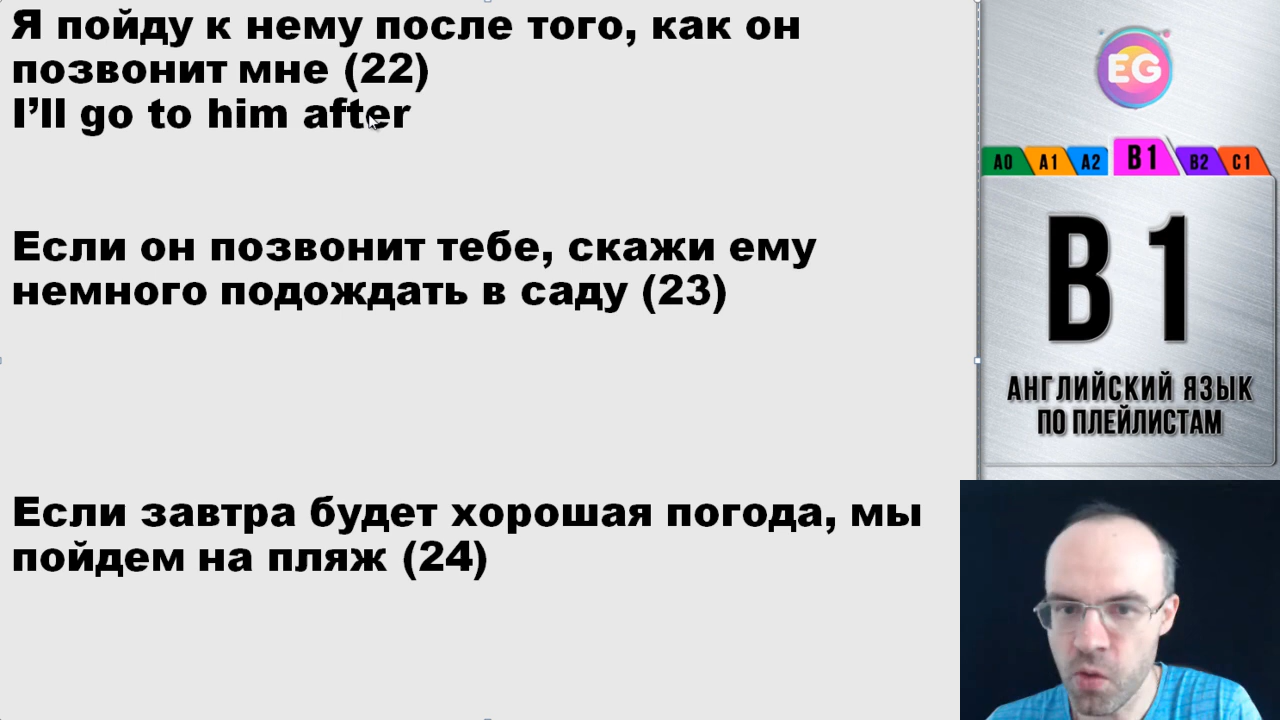 Я пойду к нему после того, как он
позвонит мне (22)
I’ll go to him after
Если он позвонит тебе, скажи ему
немного подождать в саду (23)
Если завтра будет хорошая погода, мы
пойдем на пляж (24)
EG
A0 A1 A2 B1 B2 C1
B1
АНГЛИЙСКИЙ ЯЗЫК
ПО ПЛЕЙЛИСТАМ